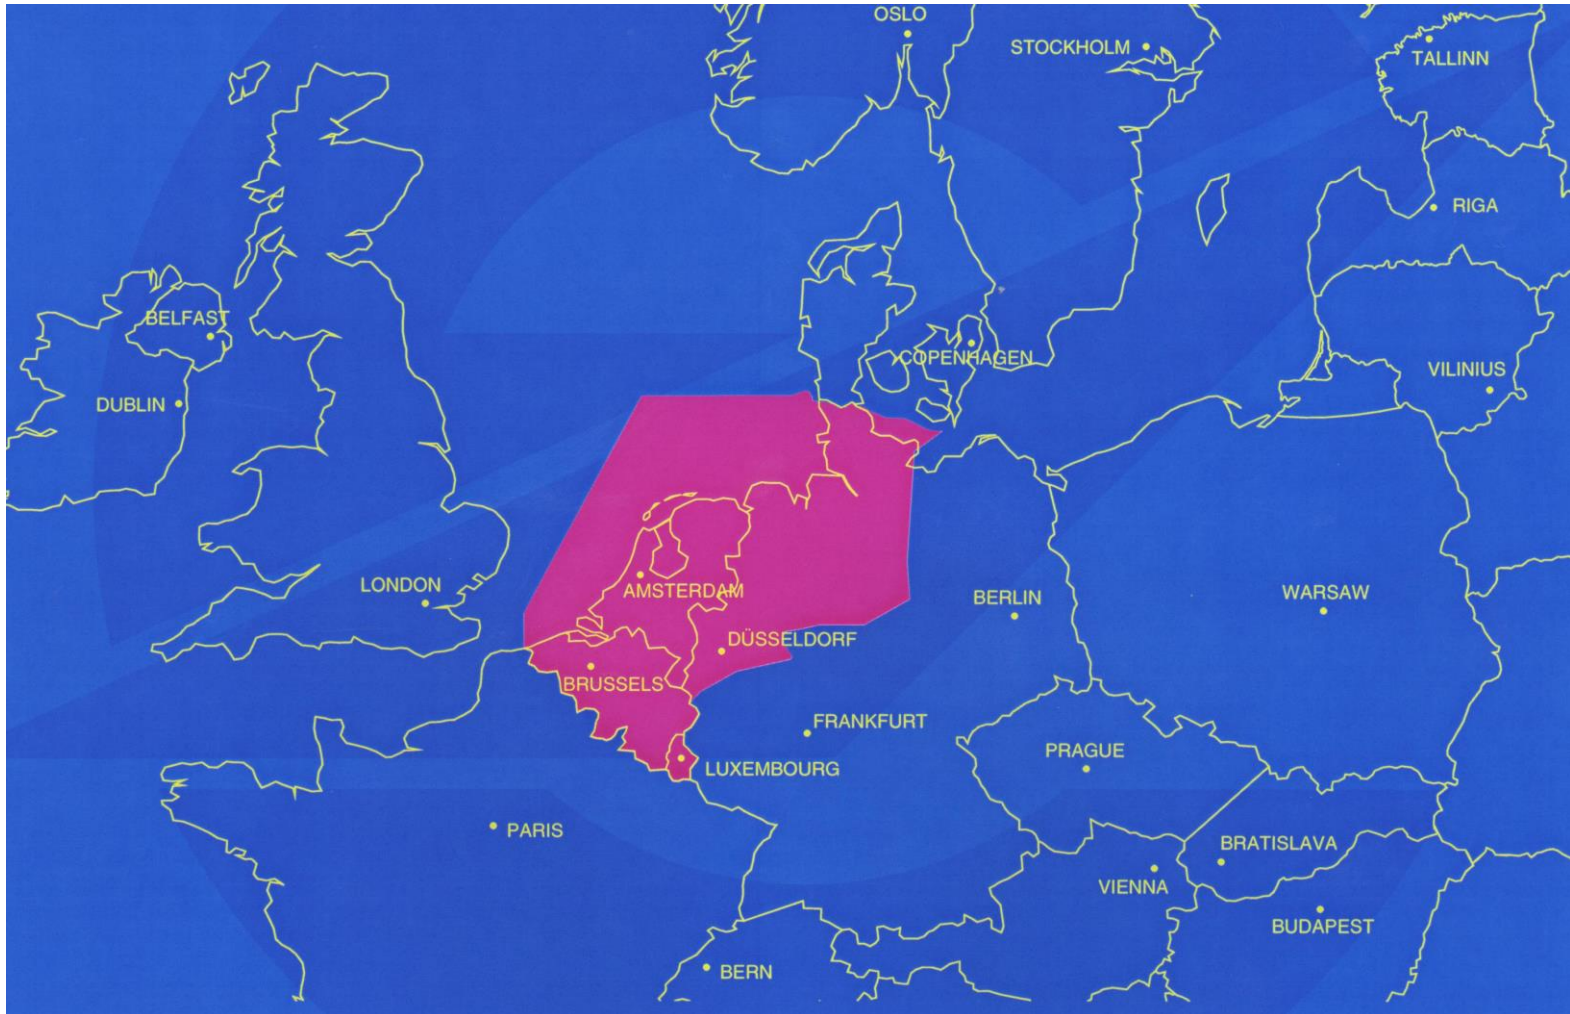 OSLO
STOCKHOLM
TALLINN
RIGA
BELFAST
COPENHAGEN
VILINIUS
DUBLIN
LONDON
AMSTERDAM
BERLIN
WARSAW
DÜSSELDORF
BRUSSELS
FRANKFURT
PRAGUE
LUXEMBOURG
PARIS
BRATISLAVA
VIENNA
BUDAPEST
BERN